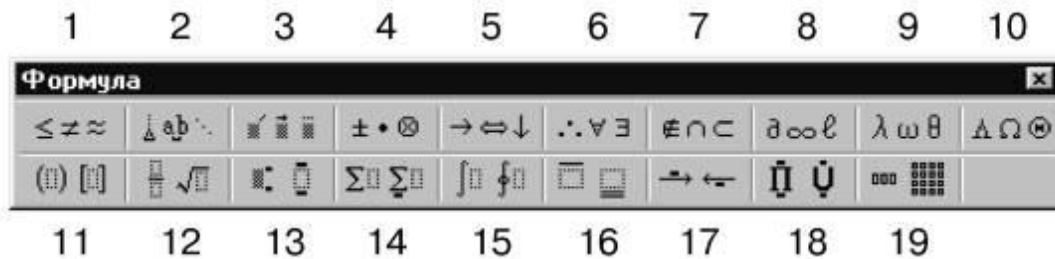 1 2 3 4 5 6 7 8 9 10
Формула
≤ ≠ ≈ ab ± • ⊗ → ⇔ ↓ ∴ ∀ ∃ ∉ ∩ ⊂ ∂ ∞ ℓ λ ω θ Λ Ω Θ
() [] √ Σ Σ ∫ ∮ → ← Π Ụ
11 12 13 14 15 16 17 18 19